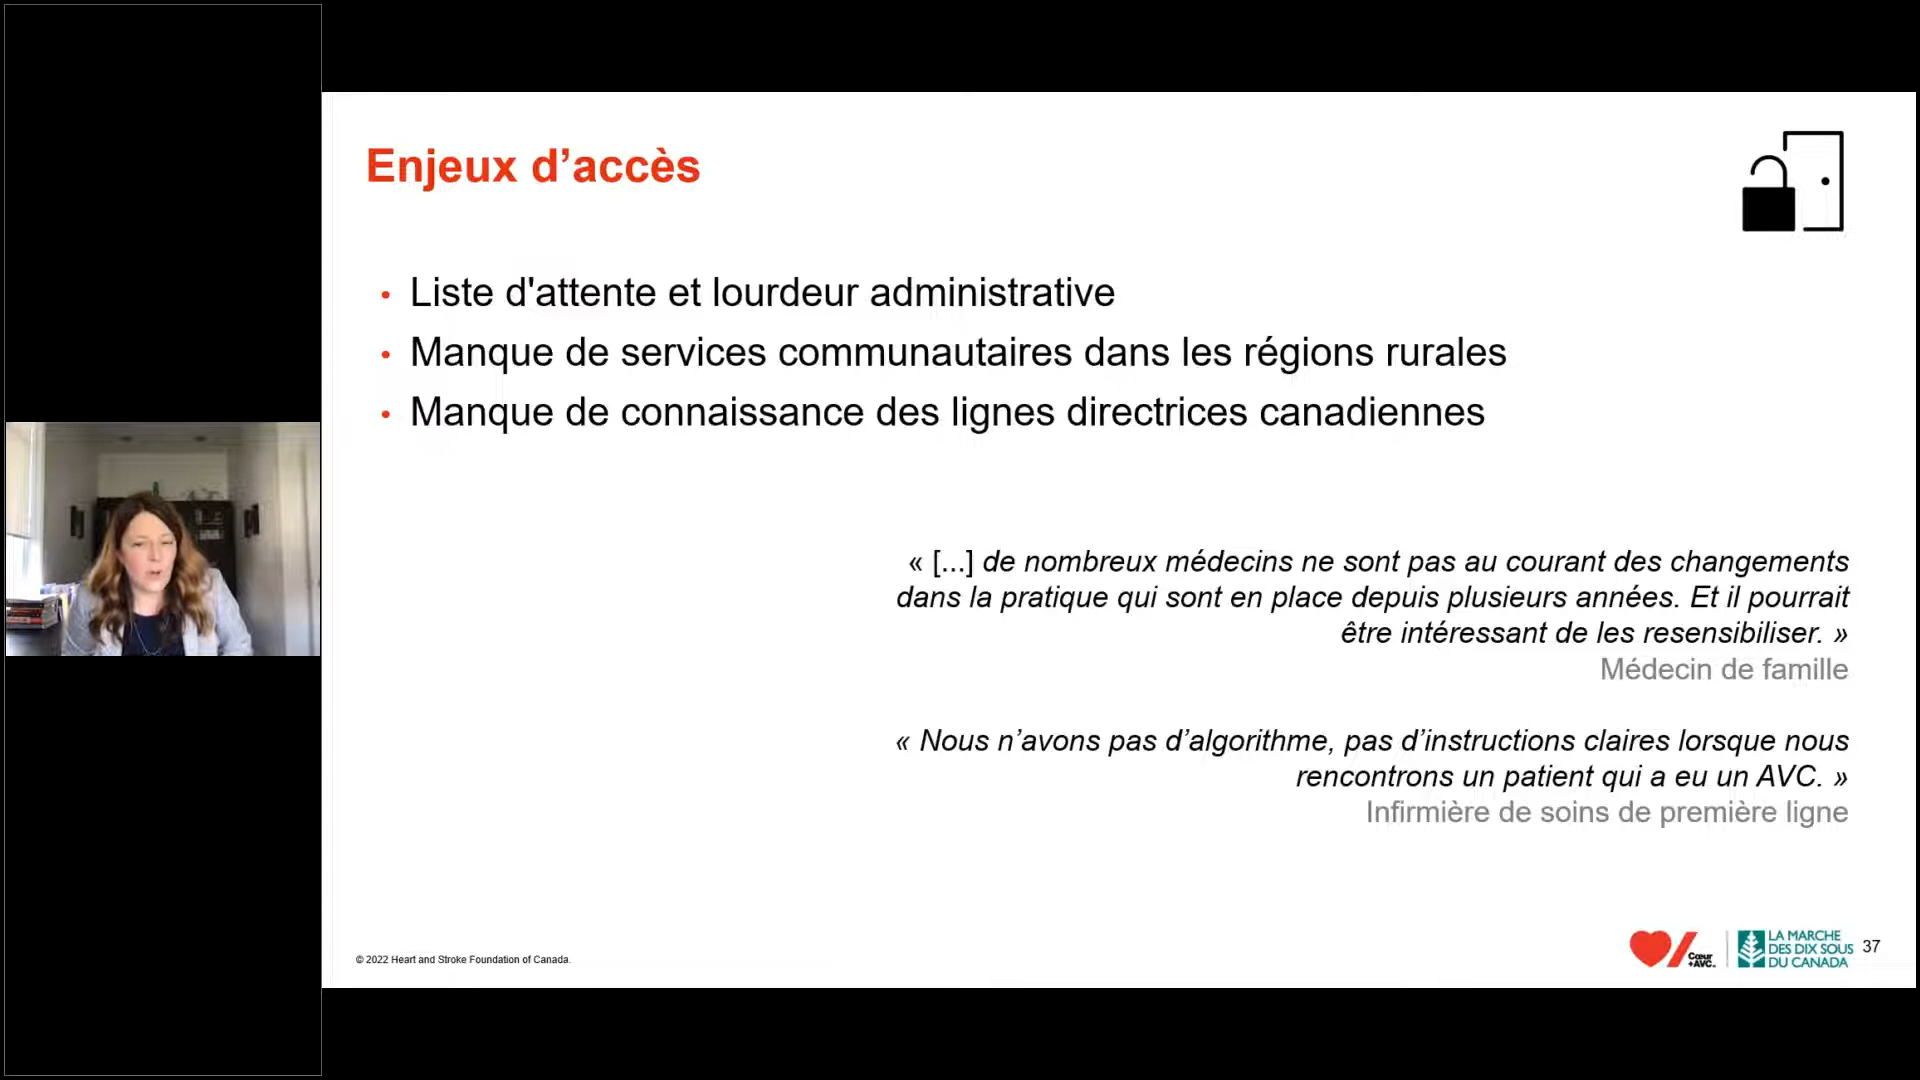 Enjeux d’accès
• Liste d'attente et lourdeur administrative
• Manque de services communautaires dans les régions rurales
• Manque de connaissance des lignes directrices canadiennes
« [...] de nombreux médecins ne sont pas au courant des changements
dans la pratique qui sont en place depuis plusieurs années. Et il pourrait
être intéressant de les resensibiliser. »
Médecin de famille
« Nous n’avons pas d’algorithme, pas d’instructions claires lorsque nous
rencontrons un patient qui a eu un AVC. »
Infirmière de soins de première ligne
© 2022 Heart and Stroke Foundation of Canada.
Cœur
+AVC
LA MARCHE
DES DIX SOUS
DU CANADA
37